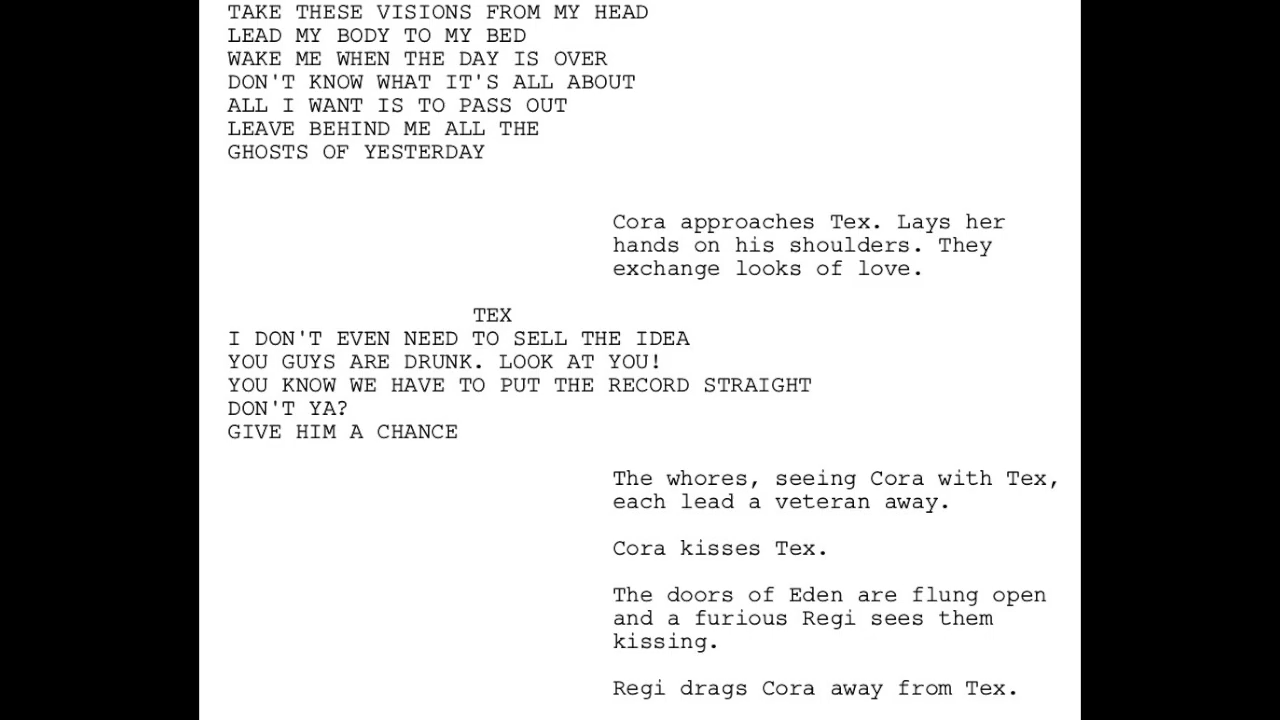 TAKE THESE VISIONS FROM MY HEAD
LEAD MY BODY TO MY BED
WAKE ME WHEN THE DAY IS OVER
DON'T KNOW WHAT IT'S ALL ABOUT
ALL I WANT IS TO PASS OUT
LEAVE BEHIND ME ALL THE
GHOSTS OF YESTERDAY
Cora approaches Tex. Lays her
hands on his shoulders. They
exchange looks of love.
TEX
I DON'T EVEN NEED TO SELL THE IDEA
YOU GUYS ARE DRUNK. LOOK AT YOU!
YOU KNOW WE HAVE TO PUT THE RECORD STRAIGHT
DON'T YA?
GIVE HIM A CHANCE
The whores, seeing Cora with Tex,
each lead a veteran away.
Cora kisses Tex.
The doors of Eden are flung open
and a furious Regi sees them
kissing.
Regi drags Cora away from Tex.